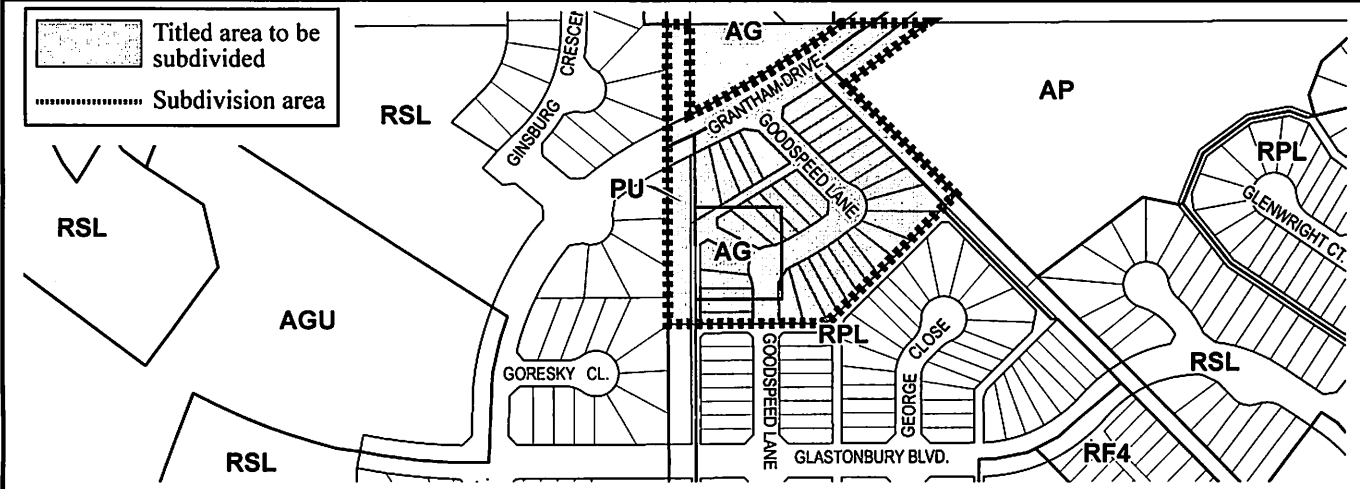 Titled area to be
subdivided
Subdivision area
CRESCEN
GINSBURG
RSL
AG
GRANTHAM DRIVE
AP
GOODSPEED LANE
RPL
GLENWRIGHT CT.
PU
RSL
AG
AGU
RPL
GORESKY CL.
GOODSPEED LANE
GEORGE CLOSE
RSL
RSL
GLASTONBURY BLVD.
RF4